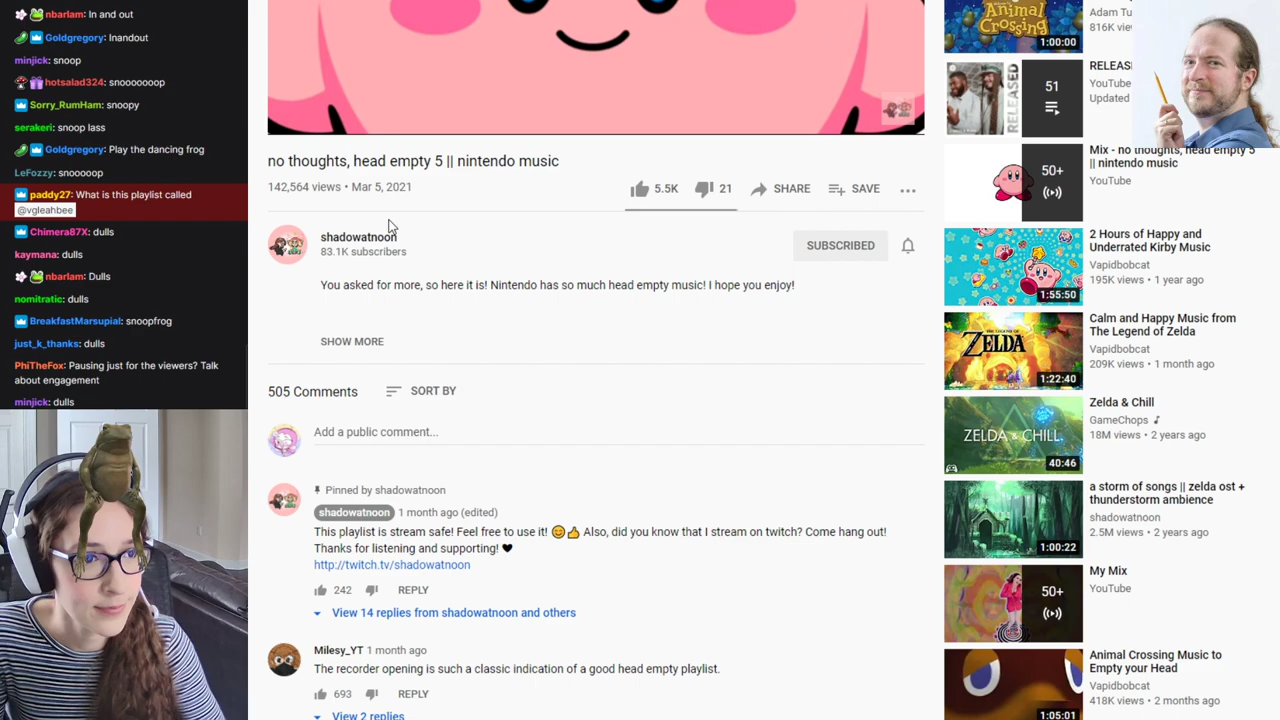 nbarlam: In and out
Goldgregory: Inandout
minjick: snoop
hotsalad324: snooooooop
Sorry_RumHam: snoopy
serakeri: snoop lass
Goldgregory: Play the dancing frog
LeFozzy: snooooop
paddy27: What is this playlist called
@vgleahbee
Chimera87X: dulls
kaymana: dulls
nbarlam: Dulls
nomitratic: dulls
BreakfastMarsupial: snoopfrog
just_k_thanks: dulls
PhiTheFox: Pausing just for the viewers? Talk
about engagement
minjick: dulls
no thoughts, head empty 5 || nintendo music
142,564 views • Mar 5, 2021
5.5K
21
SHARE
SAVE
shadowatnoon
83.1K subscribers
SUBSCRIBED
You asked for more, so here it is! Nintendo has so much head empty music! I hope you enjoy!
SHOW MORE
505 Comments
SORT BY
Add a public comment...
Pinned by shadowatnoon
shadowatnoon 1 month ago (edited)
This playlist is stream safe! Feel free to use it! 😊👍 Also, did you know that I stream on twitch? Come hang out!
Thanks for listening and supporting! ♥
http://twitch.tv/shadowatnoon
242
REPLY
View 14 replies from shadowatnoon and others
Milesy_YT 1 month ago
The recorder opening is such a classic indication of a good head empty playlist.
693
REPLY
View 2 replies
ANIMAL
CROSSING
1:00:00
Adam Tu
816K view
RELEASED
51
RELEAS
YouTube
Updated
50+
Mix - no thoughts, head empty 5
|| nintendo music
YouTube
1:55:50
2 Hours of Happy and
Underrated Kirby Music
Vapidbobcat
195K views • 1 year ago
THE LEGEND OF
ZELDA
1:22:40
Calm and Happy Music from
The Legend of Zelda
Vapidbobcat
209K views • 1 month ago
ZELDA & CHILL
40:46
Zelda & Chill
GameChops
18M views • 2 years ago
1:00:22
a storm of songs || zelda ost +
thunderstorm ambience
shadowatnoon
2.5M views • 2 years ago
50+
My Mix
YouTube
1:05:01
Animal Crossing Music to
Empty your Head
Vapidbobcat
418K views • 2 months ago